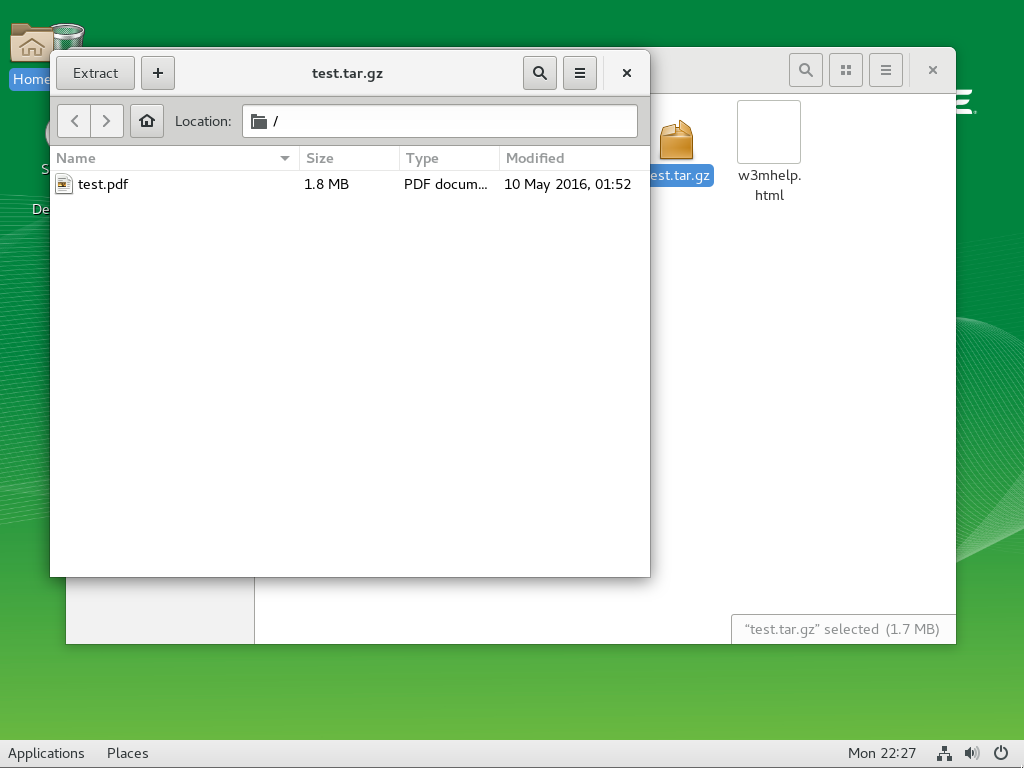 Home
Extract
test.tar.gz
Location:
/
Name
Size
Type
Modified
test.pdf
1.8 MB
PDF docum...
10 May 2016, 01:52
est.tar.gz
w3mhelp.
html
S
De
“test.tar.gz” selected (1.7 MB)
Applications
Places
Mon 22:27